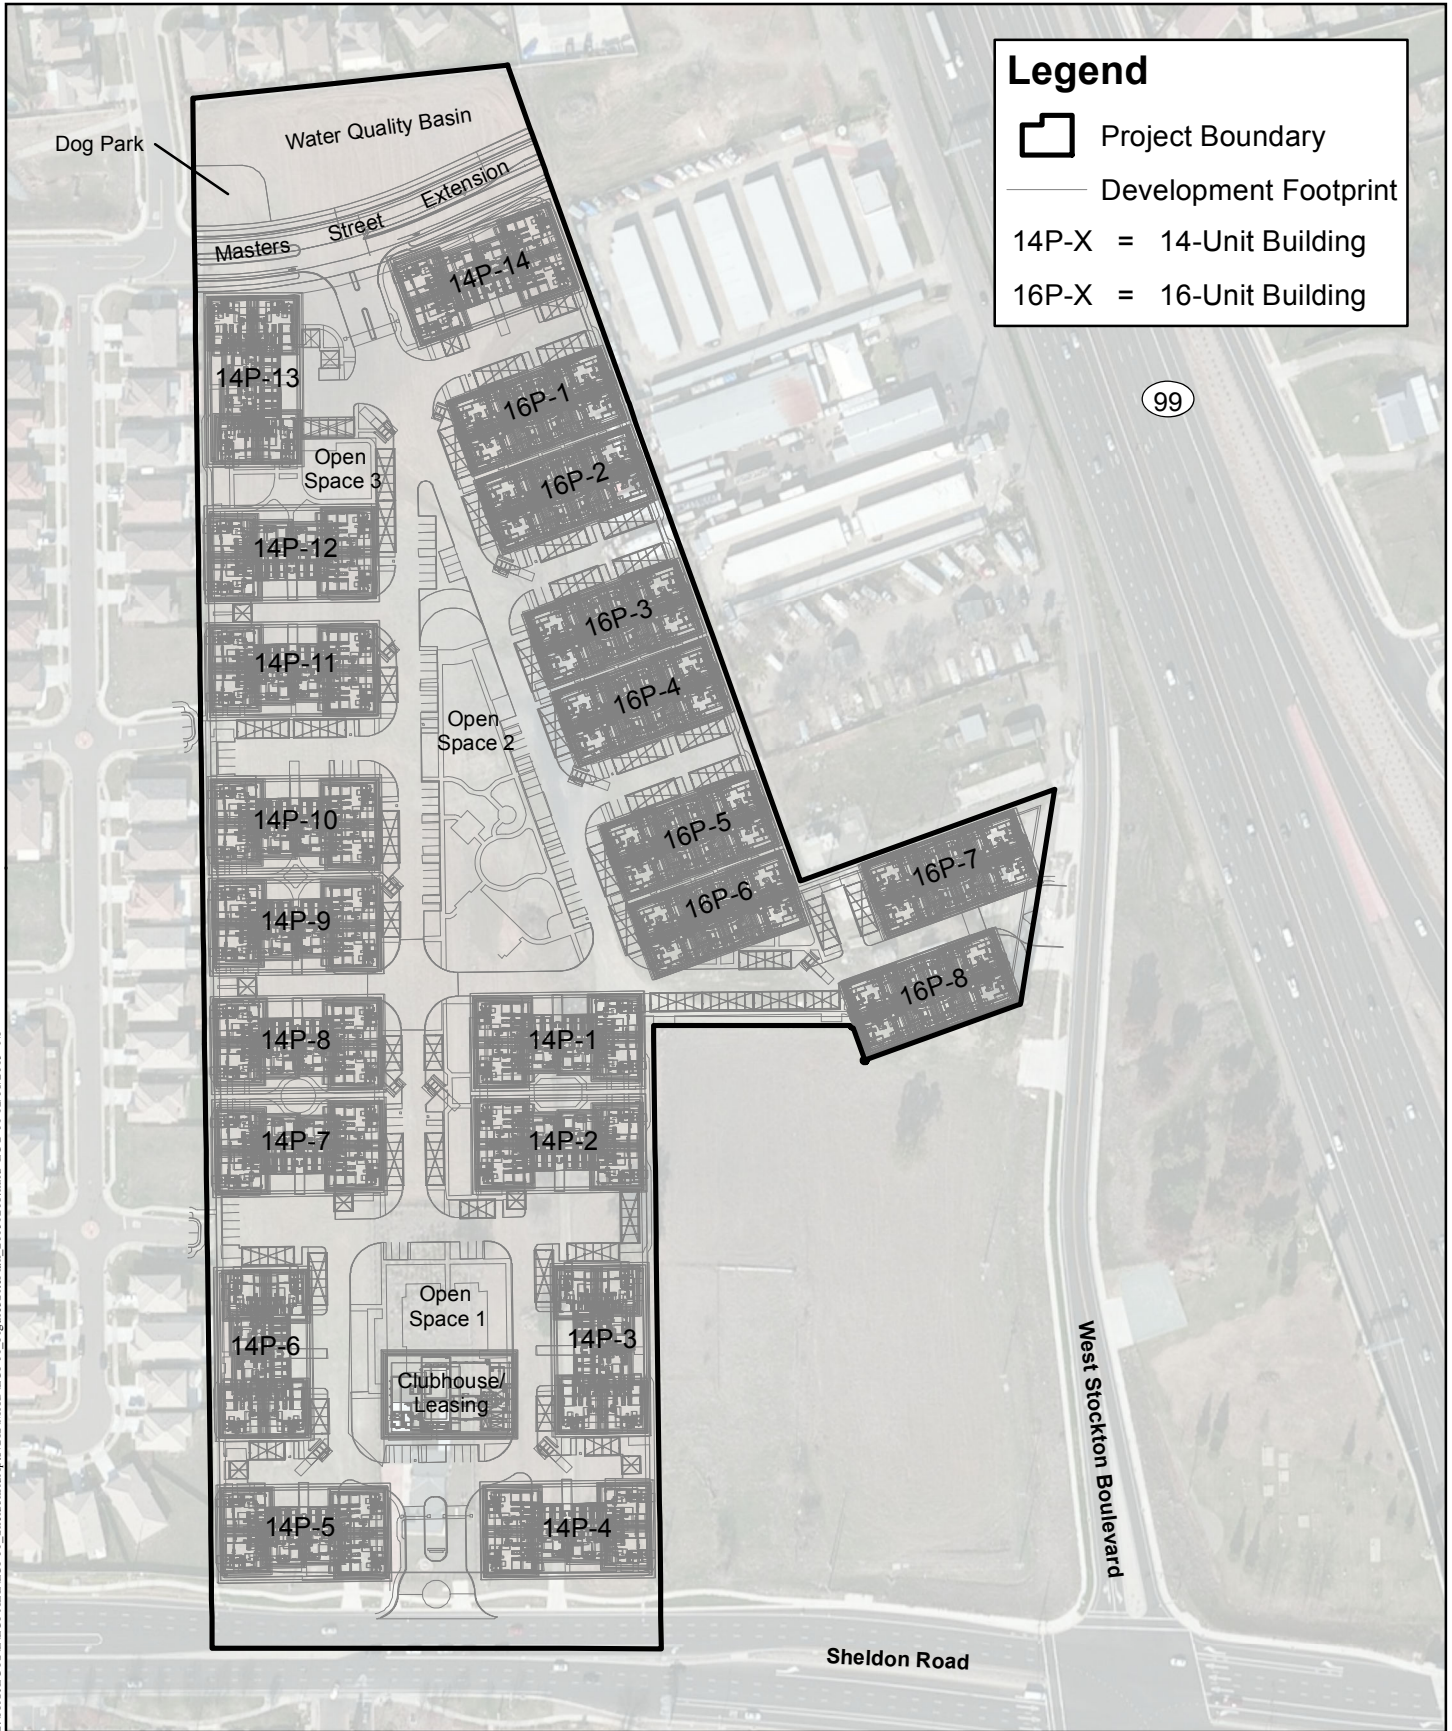 Legend
Project Boundary
Development Footprint
14P-X = 14-Unit Building
16P-X = 16-Unit Building
Dog Park
Water Quality Basin
Masters Street Extension
14P-14
14P-13
16P-1
99
Open
Space 3
16P-2
14P-12
16P-3
14P-11
16P-4
Open
Space 2
14P-10
16P-5
16P-7
14P-9
16P-6
16P-8
14P-8
14P-1
14P-7
14P-2
Open
Space 1
14P-6
14P-3
Clubhouse/
Leasing
West Stockton Boulevard
14P-5
14P-4
Sheldon Road